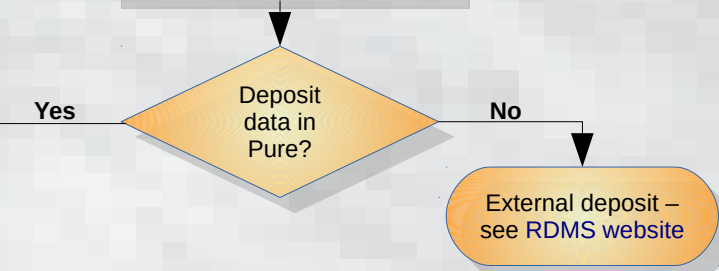 Yes
Deposit
data in
Pure?
No
External deposit –
see RDMS website